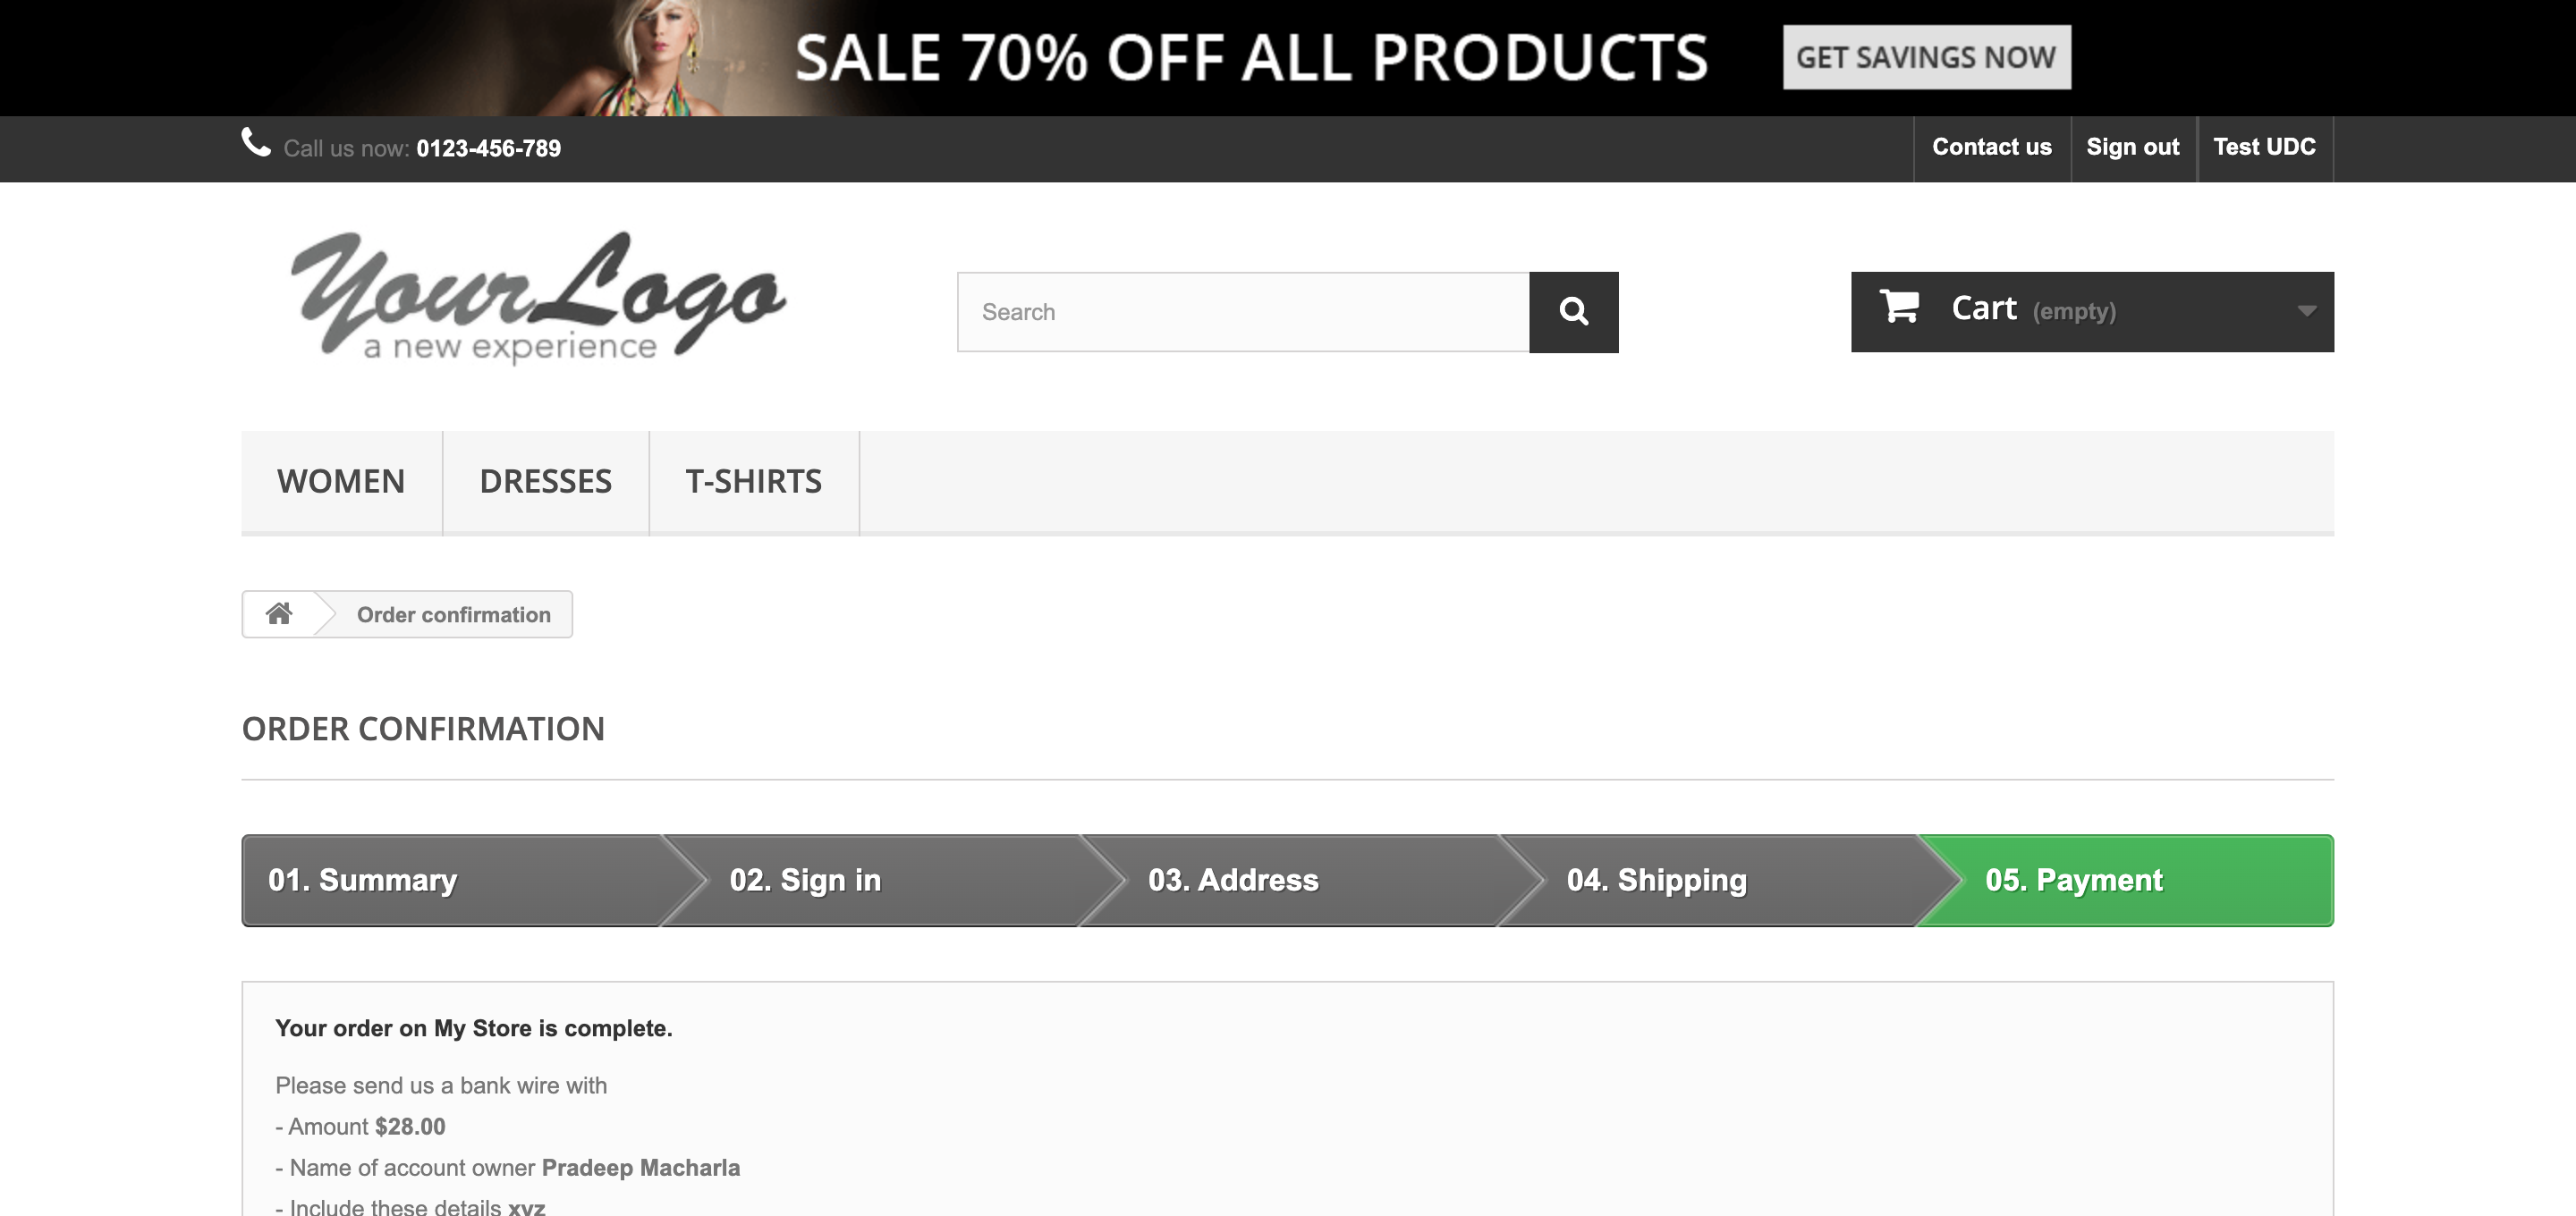 SALE 70% OFF ALL PRODUCTS GET SAVINGS NOW
Call us now: 0123-456-789 Contact us Sign out Test UDC
Your Logo
a new experience
Search
Cart (empty)
WOMEN DRESSES T-SHIRTS
Order confirmation
ORDER CONFIRMATION
01. Summary 02. Sign in 03. Address 04. Shipping 05. Payment
Your order on My Store is complete.
Please send us a bank wire with
- Amount $28.00
- Name of account owner Pradeep Macharla
- Include these details xyz